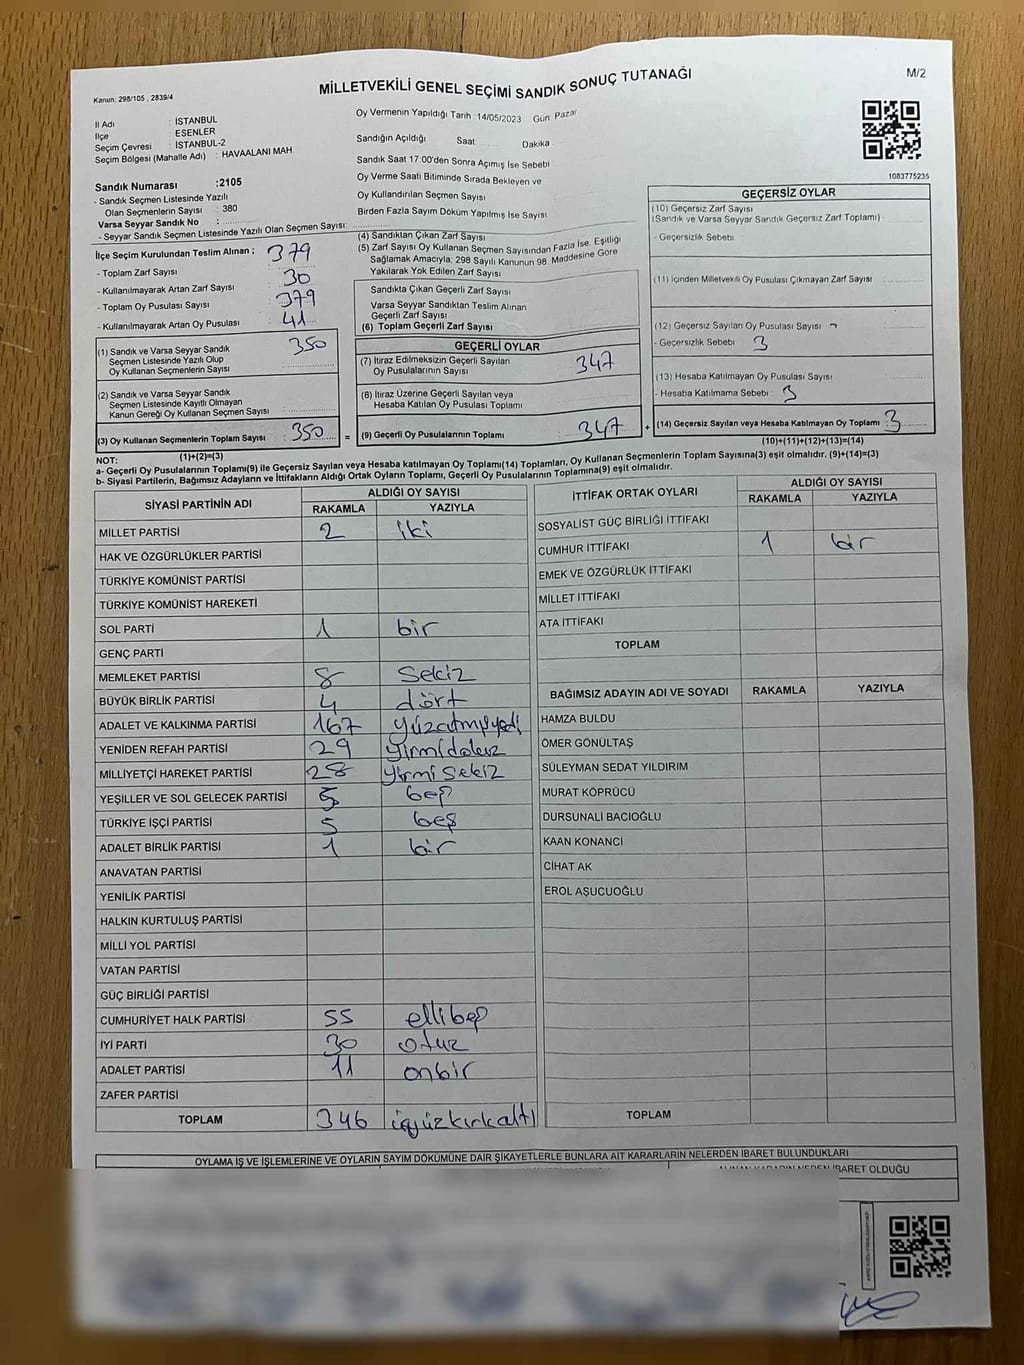 Kanun: 298/105 , 2839/4
MİLLETVEKİLİ GENEL SEÇİMİ SANDIK SONUÇ TUTANAĞI
M/2
İl Adı : İSTANBUL
İlçe : ESENLER
Seçim Çevresi : İSTANBUL-2
Seçim Bölgesi (Mahalle Adı) : HAVAALANI MAH.
Sandık Numarası :2105
- Sandık Seçmen Listesinde Yazılı
Olan Seçmenlerin Sayısı : 380
Varsa Seyyar Sandık No :
- Seyyar Sandık Seçmen Listesinde Yazılı Olan Seçmen Sayısı:
İlçe Seçim Kurulundan Teslim Alınan :
- Toplam Zarf Sayısı : 379
- Kullanılmayarak Artan Zarf Sayısı : 30
- Toplam Oy Pusulası Sayısı : 379
- Kullanılmayarak Artan Oy Pusulası : 41
(1) Sandık ve Varsa Seyyar Sandık
Seçmen Listesinde Yazılı Olup
Oy Kullanan Seçmenlerin Sayısı : 350
(2) Sandık ve Varsa Seyyar Sandık
Seçmen Listesinde Kayıtlı Olmayan
Kanun Gereği Oy Kullanan Seçmen Sayısı
(3) Oy Kullanan Seçmenlerin Toplam Sayısı : 350
(1)+(2)=(3)
Oy Vermenin Yapıldığı Tarih : 14/05/2023 Gün Pazar
Sandığın Açıldığı Saat Dakika
Sandık Saat 17:00'den Sonra Açımış İse Sebebi
Oy Verme Saati Bitiminde Sırada Bekleyen ve
Oy Kullandırılan Seçmen Sayısı
Birden Fazla Sayım Döküm Yapılmış İse Sayısı
(4) Sandıktan Çıkan Zarf Sayısı
(5) Zarf Sayısı Oy Kullanan Seçmen Sayısından Fazla İse, Eşitliği
Sağlamak Amacıyla; 298 Sayılı Kanunun 98. Maddesine Göre
Yakılarak Yok Edilen Zarf Sayısı
Sandıkta Çıkan Geçerli Zarf Sayısı
Varsa Seyyar Sandıktan Teslim Alınan
Geçerli Zarf Sayısı
(6) Toplam Geçerli Zarf Sayısı
GEÇERLİ OYLAR
(7) İtiraz Edilmeksizin Geçerli Sayılan
Oy Pusulalarının Sayısı : 347
(8) İtiraz Üzerine Geçerli Sayılan veya
Hesaba Katılan Oy Pusulası Toplamı
= (9) Geçerli Oy Pusulalarının Toplamı : 347
1083775235
GEÇERSİZ OYLAR
(10) Geçersiz Zarf Sayısı
(Sandık ve Varsa Seyyar Sandık Geçersiz Zarf Toplamı)
- Geçersizlik Sebebi
(11) İçinden Milletvekili Oy Pusulası Çıkmayan Zarf Sayısı
(12) Geçersiz Sayılan Oy Pusulası Sayısı
- Geçersizlik Sebebi 3
(13) Hesaba Katılmayan Oy Pusulası Sayısı
- Hesaba Katılmama Sebebi 3
+ (14) Geçersiz Sayılan veya Hesaba Katılmayan Oy Toplamı : 3
(10)+(11)+(12)+(13)=(14)
NOT:
a- Geçerli Oy Pusulalarının Toplamı(9) ile Geçersiz Sayılan veya Hesaba katılmayan Oy Toplamı(14) Toplamları, Oy Kullanan Seçmenlerin Toplam Sayısına(3) eşit olmalıdır. (9)+(14)=(3)
b- Siyasi Partilerin, Bağımsız Adayların ve İttifakların Aldığı Ortak Oyların Toplamı, Geçerli Oy Pusulalarının Toplamına(9) eşit olmalıdır.
SİYASİ PARTİNİN ADI ALDIĞI OY SAYISI
RAKAMLA YAZIYLA
MİLLET PARTİSİ 2 iki
HAK VE ÖZGÜRLÜKLER PARTİSİ
TÜRKİYE KOMÜNİST PARTİSİ
TÜRKİYE KOMÜNİST HAREKETİ
SOL PARTİ 1 bir
GENÇ PARTİ
MEMLEKET PARTİSİ 8 Sekiz
BÜYÜK BİRLİK PARTİSİ 4 dört
ADALET VE KALKINMA PARTİSİ 167 yüzatmışyedi
YENİDEN REFAH PARTİSİ 29 yirmidokuz
MİLLİYETÇİ HAREKET PARTİSİ 28 yirmi sekiz
YEŞİLLER VE SOL GELECEK PARTİSİ 5 beş
TÜRKİYE İŞÇİ PARTİSİ 5 beş
ADALET BİRLİK PARTİSİ 1 bir
ANAVATAN PARTİSİ
YENİLİK PARTİSİ
HALKIN KURTULUŞ PARTİSİ
MİLLİ YOL PARTİSİ
VATAN PARTİSİ
GÜÇ BİRLİĞİ PARTİSİ
CUMHURİYET HALK PARTİSİ 55 ellibeş
İYİ PARTİ 30 otuz
ADALET PARTİSİ 11 onbir
ZAFER PARTİSİ
TOPLAM 346 üçyüzkırkaltı
İTTİFAK ORTAK OYLARI ALDIĞI OY SAYISI
RAKAMLA YAZIYLA
SOSYALİST GÜÇ BİRLİĞİ İTTİFAKI
CUMHUR İTTİFAKI 1 bir
EMEK VE ÖZGÜRLÜK İTTİFAKI
MİLLET İTTİFAKI
ATA İTTİFAKI
TOPLAM
BAĞIMSIZ ADAYIN ADI VE SOYADI RAKAMLA YAZIYLA
HAMZA BULDU
ÖMER GÖNÜLTAŞ
SÜLEYMAN SEDAT YILDIRIM
MURAT KÖPRÜCÜ
DURSUNALİ BACIOĞLU
KAAN KONANCİ
CİHAT AK
EROL AŞUCUOĞLU
TOPLAM
OYLAMA İŞ VE İŞLEMLERİNE VE OYLARIN SAYIM DÖKÜMÜNE DAİR ŞİKAYETLERLE BUNLARA AİT KARARLARIN NELERDEN İBARET BULUNDUKLARI
ALINAN KARARIN NEDEN İBARET OLDUĞU